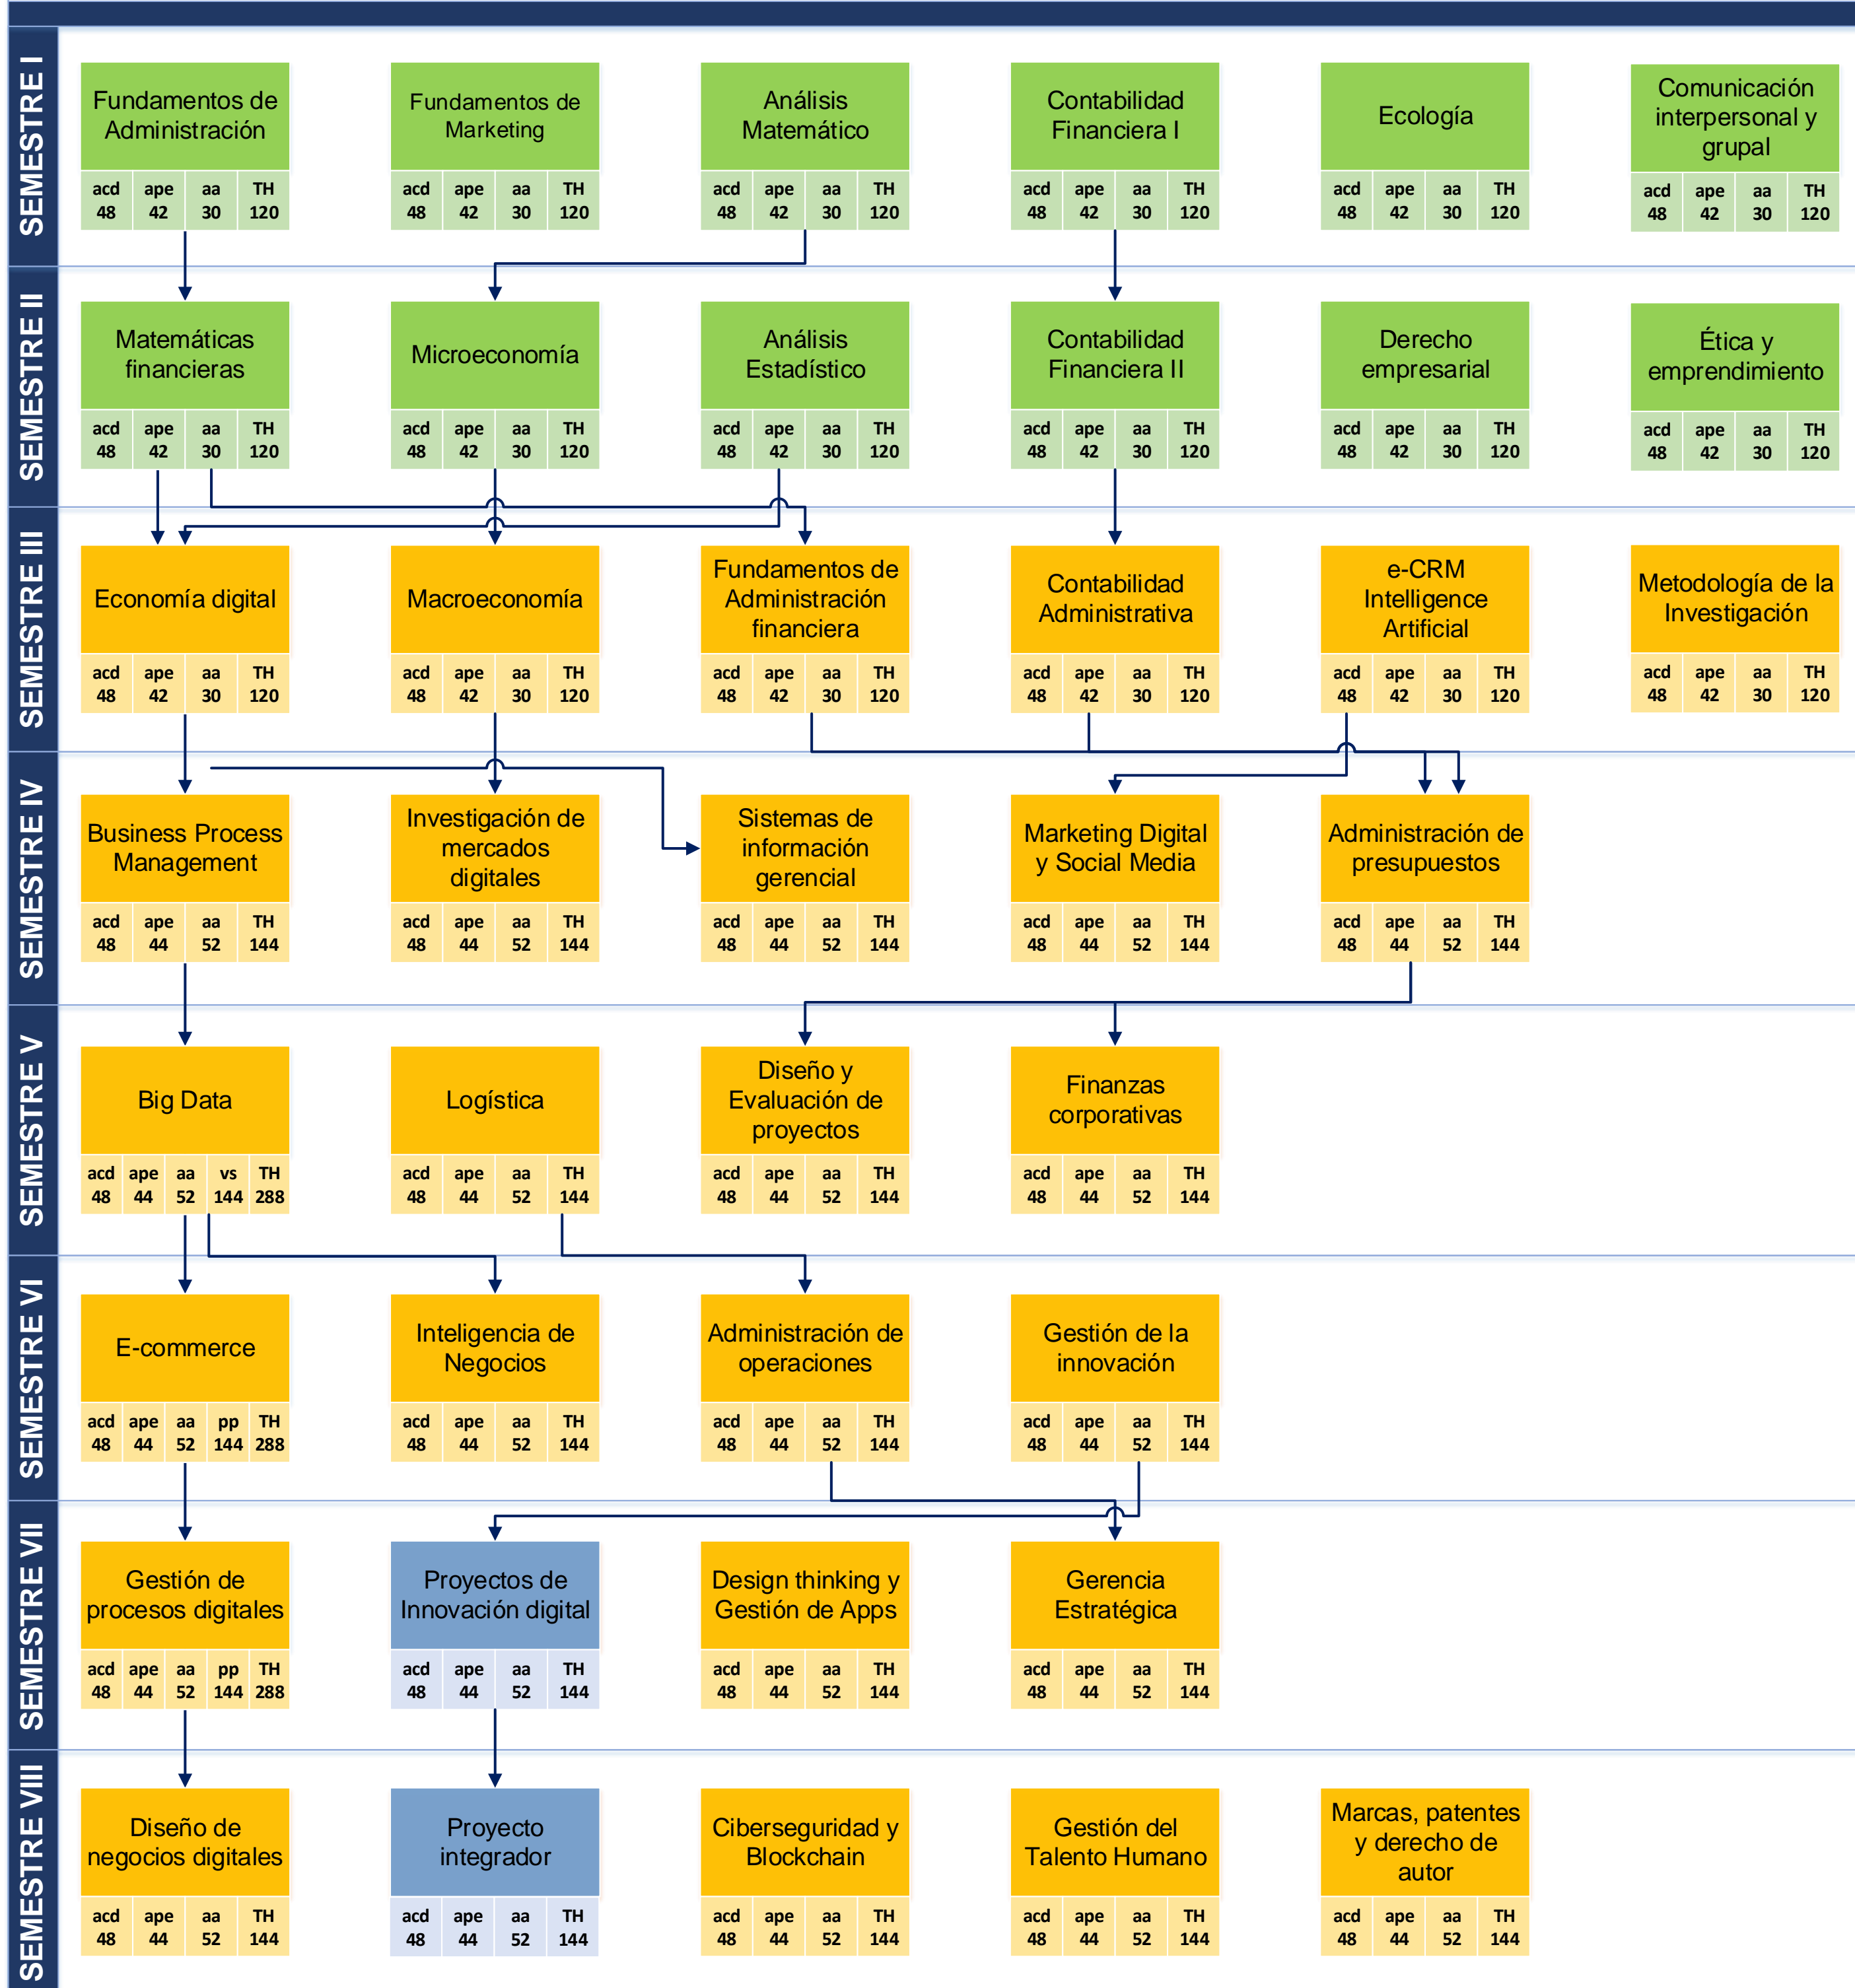 SEMESTRE I
Fundamentos de
Administración
acd ape aa TH
48 42 30 120
Fundamentos de
Marketing
acd ape aa TH
48 42 30 120
Análisis
Matemático
acd ape aa TH
48 42 30 120
Contabilidad
Financiera I
acd ape aa TH
48 42 30 120
Ecología
acd ape aa TH
48 42 30 120
Comunicación
interpersonal y
grupal
acd ape aa TH
48 42 30 120
SEMESTRE II
Matemáticas
financieras
acd ape aa TH
48 42 30 120
Microeconomía
acd ape aa TH
48 42 30 120
Análisis
Estadístico
acd ape aa TH
48 42 30 120
Contabilidad
Financiera II
acd ape aa TH
48 42 30 120
Derecho
empresarial
acd ape aa TH
48 42 30 120
Ética y
emprendimiento
acd ape aa TH
48 42 30 120
SEMESTRE III
Economía digital
acd ape aa TH
48 42 30 120
Macroeconomía
acd ape aa TH
48 42 30 120
Fundamentos de
Administración
financiera
acd ape aa TH
48 42 30 120
Contabilidad
Administrativa
acd ape aa TH
48 42 30 120
e-CRM
Intelligence
Artificial
acd ape aa TH
48 42 30 120
Metodología de la
Investigación
acd ape aa TH
48 42 30 120
SEMESTRE IV
Business Process
Management
acd ape aa TH
48 44 52 144
Investigación de
mercados
digitales
acd ape aa TH
48 44 52 144
Sistemas de
información
gerencial
acd ape aa TH
48 44 52 144
Marketing Digital
y Social Media
acd ape aa TH
48 44 52 144
Administración de
presupuestos
acd ape aa TH
48 44 52 144
SEMESTRE V
Big Data
acd ape aa vs TH
48 44 52 144 288
Logística
acd ape aa TH
48 44 52 144
Diseño y
Evaluación de
proyectos
acd ape aa TH
48 44 52 144
Finanzas
corporativas
acd ape aa TH
48 44 52 144
SEMESTRE VI
E-commerce
acd ape aa pp TH
48 44 52 144 288
Inteligencia de
Negocios
acd ape aa TH
48 44 52 144
Administración de
operaciones
acd ape aa TH
48 44 52 144
Gestión de la
innovación
acd ape aa TH
48 44 52 144
SEMESTRE VII
Gestión de
procesos digitales
acd ape aa pp TH
48 44 52 144 288
Proyectos de
Innovación digital
acd ape aa TH
48 44 52 144
Design thinking y
Gestión de Apps
acd ape aa TH
48 44 52 144
Gerencia
Estratégica
acd ape aa TH
48 44 52 144
SEMESTRE VIII
Diseño de
negocios digitales
acd ape aa TH
48 44 52 144
Proyecto
integrador
acd ape aa TH
48 44 52 144
Ciberseguridad y
Blockchain
acd ape aa TH
48 44 52 144
Gestión del
Talento Humano
acd ape aa TH
48 44 52 144
Marcas, patentes
y derecho de
autor
acd ape aa TH
48 44 52 144